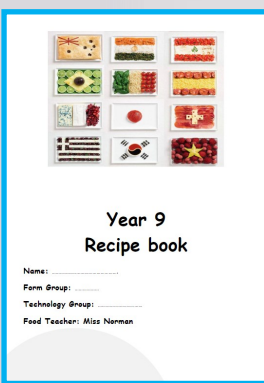 Year 9
Recipe book
Name: ................................
Form Group: ............
Technology Group: ......................
Food Teacher: Miss Norman